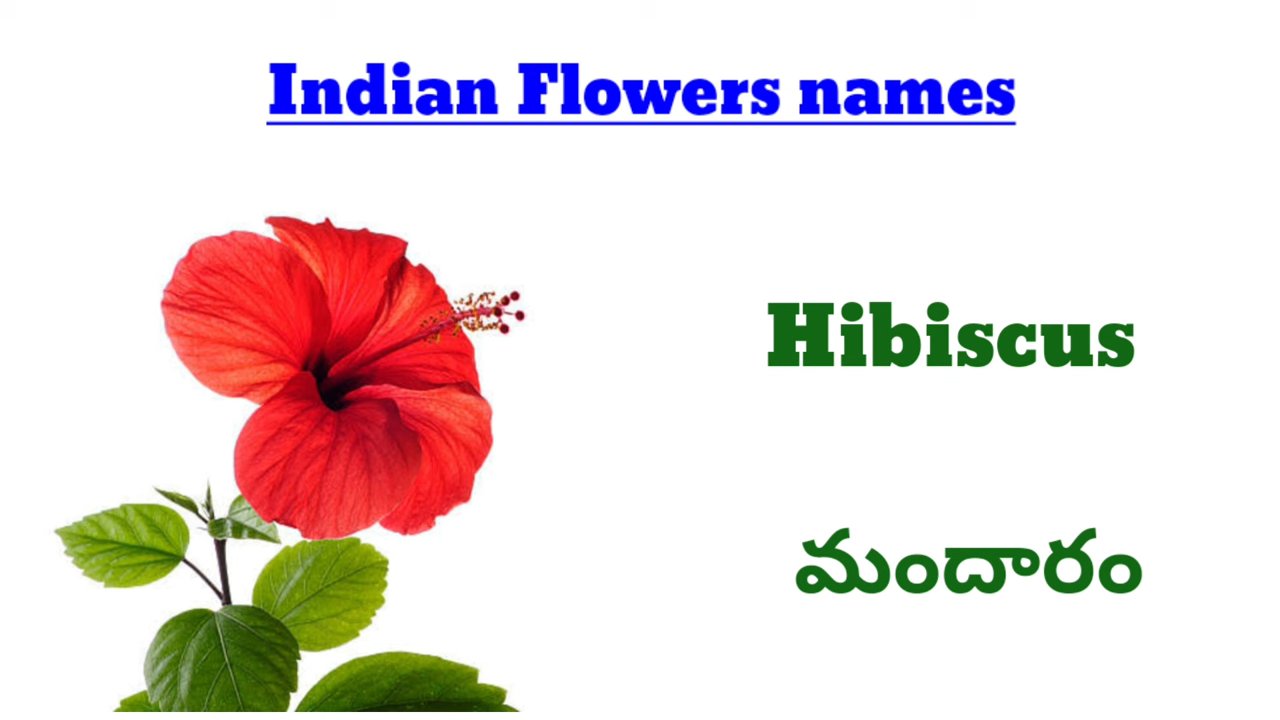 Indian Flowers names
Hibiscus
మందారం